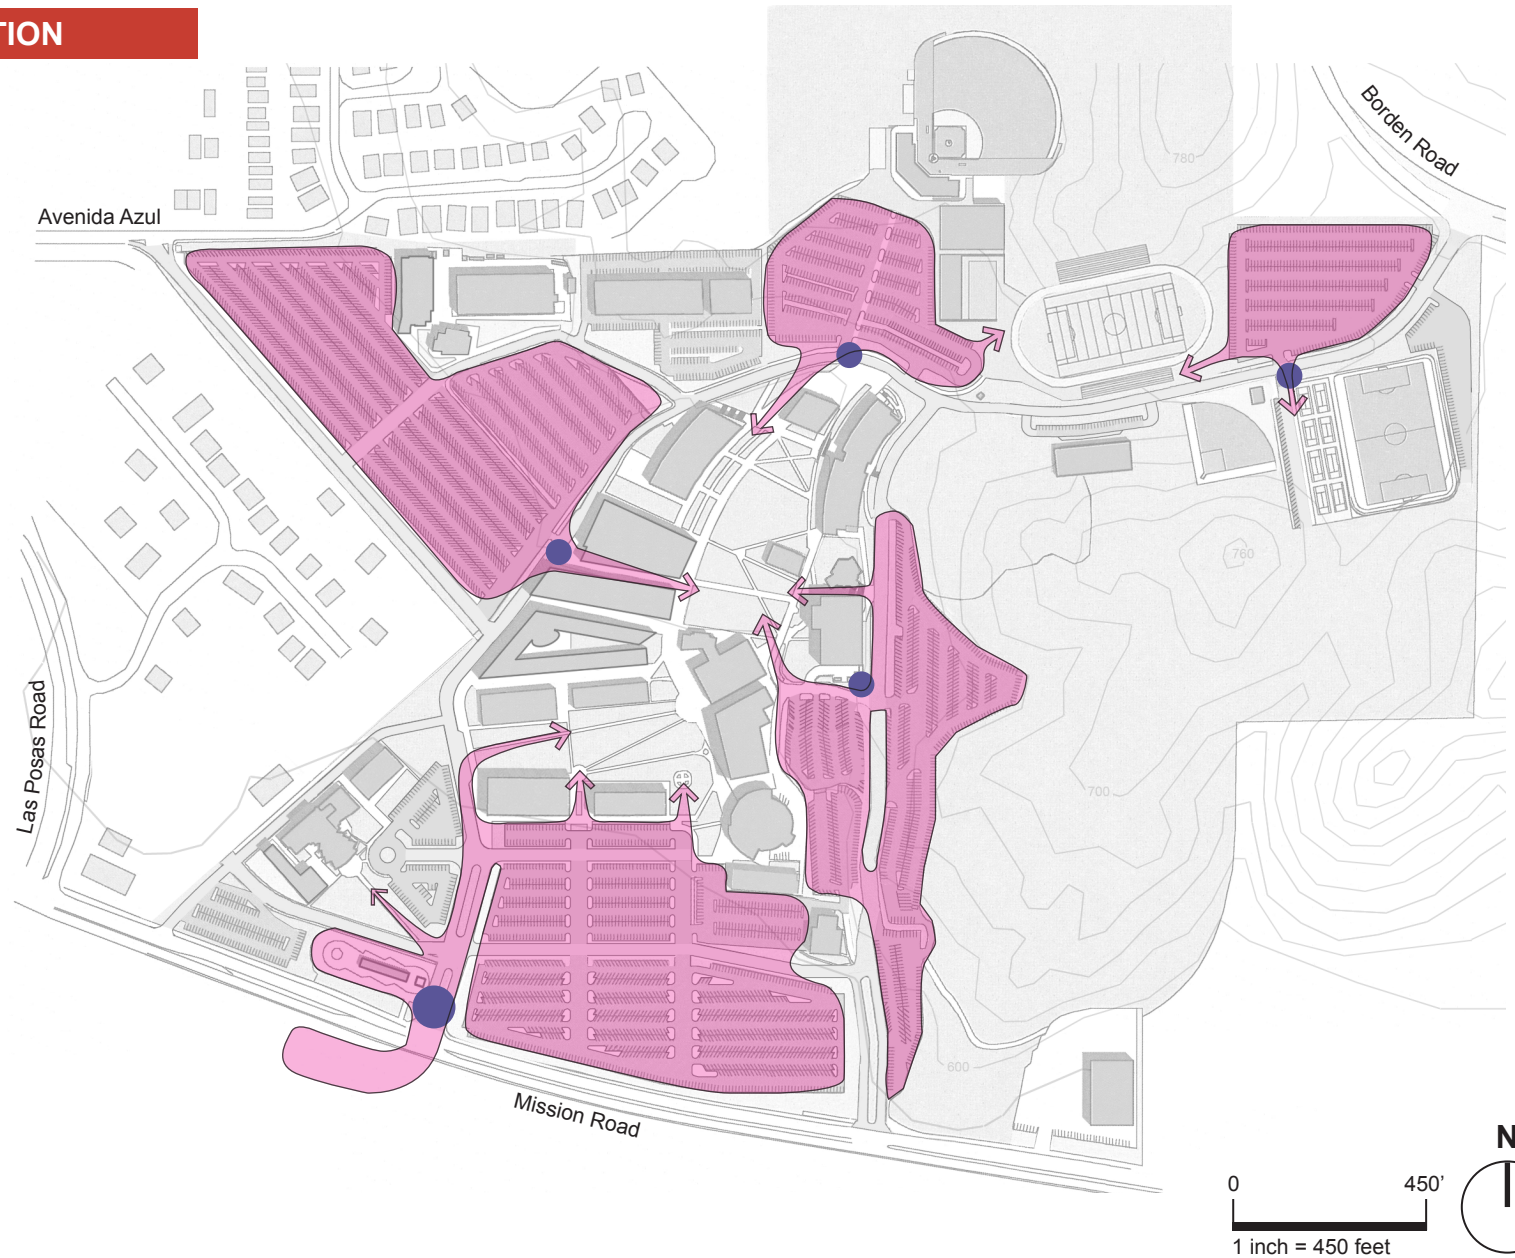 TION
Borden Road
780
Avenida Azul
760
Las Posas Road
700
600
Mission Road
N
0 450’
1 inch = 450 feet